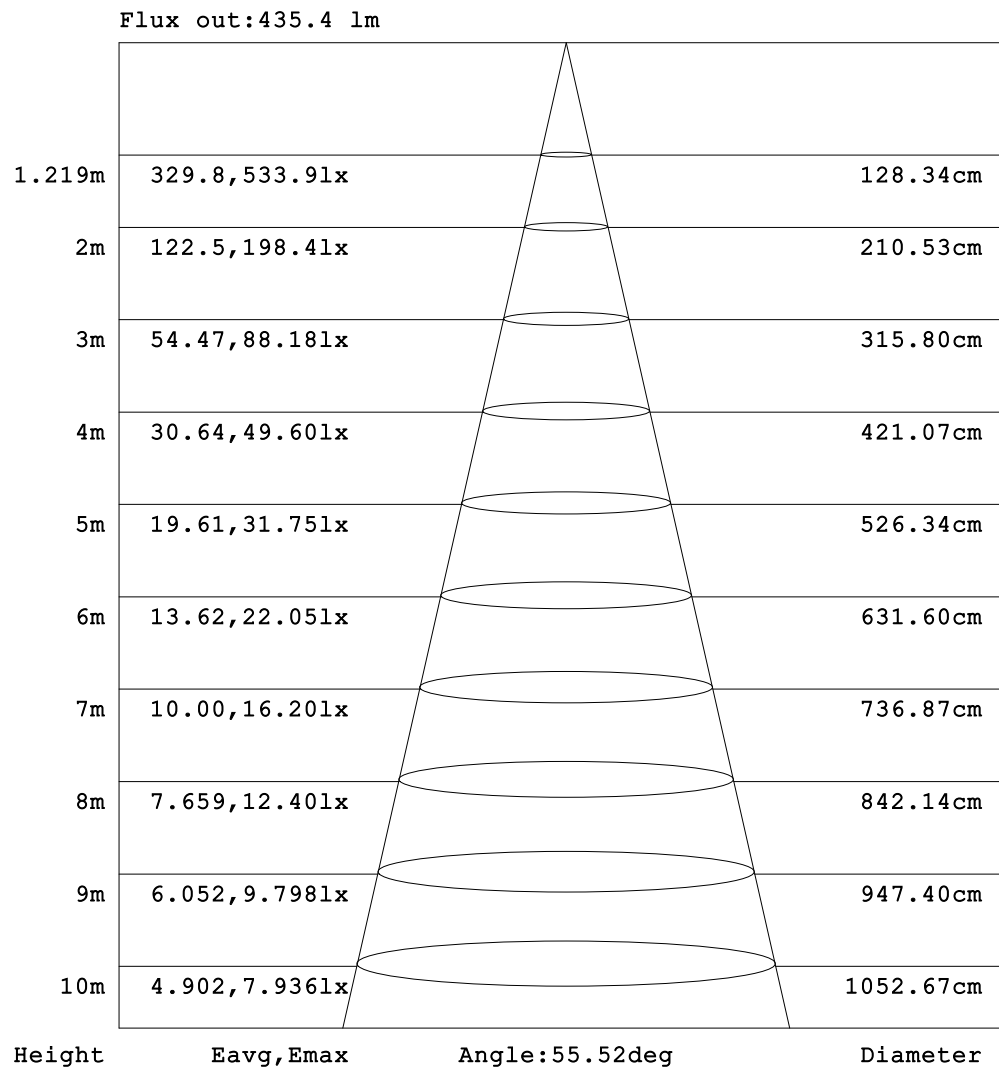 Flux out:435.4 lm
1.219m 329.8,533.9lx 128.34cm
2m 122.5,198.4lx 210.53cm
3m 54.47,88.18lx 315.80cm
4m 30.64,49.60lx 421.07cm
5m 19.61,31.75lx 526.34cm
6m 13.62,22.05lx 631.60cm
7m 10.00,16.20lx 736.87cm
8m 7.659,12.40lx 842.14cm
9m 6.052,9.798lx 947.40cm
10m 4.902,7.936lx 1052.67cm
Height Eavg,Emax Angle:55.52deg Diameter